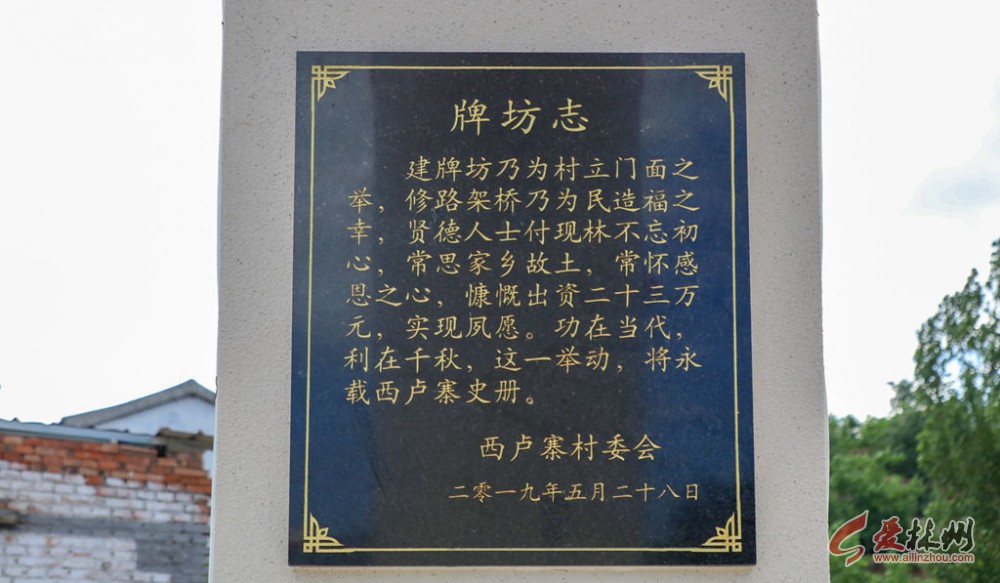 牌坊志
建牌坊乃为村立门面之
举，修路架桥乃为民造福之
幸，贤德人士付现林不忘初
心，常思家乡故土，常怀感
恩之心，慷慨出资二十三万
元，实现夙愿。功在当代，
利在千秋，这一举动，将永
载西卢寨史册。
西卢寨村委会
二零一九年五月二十八日
爱林州
www.ailinzhou.com